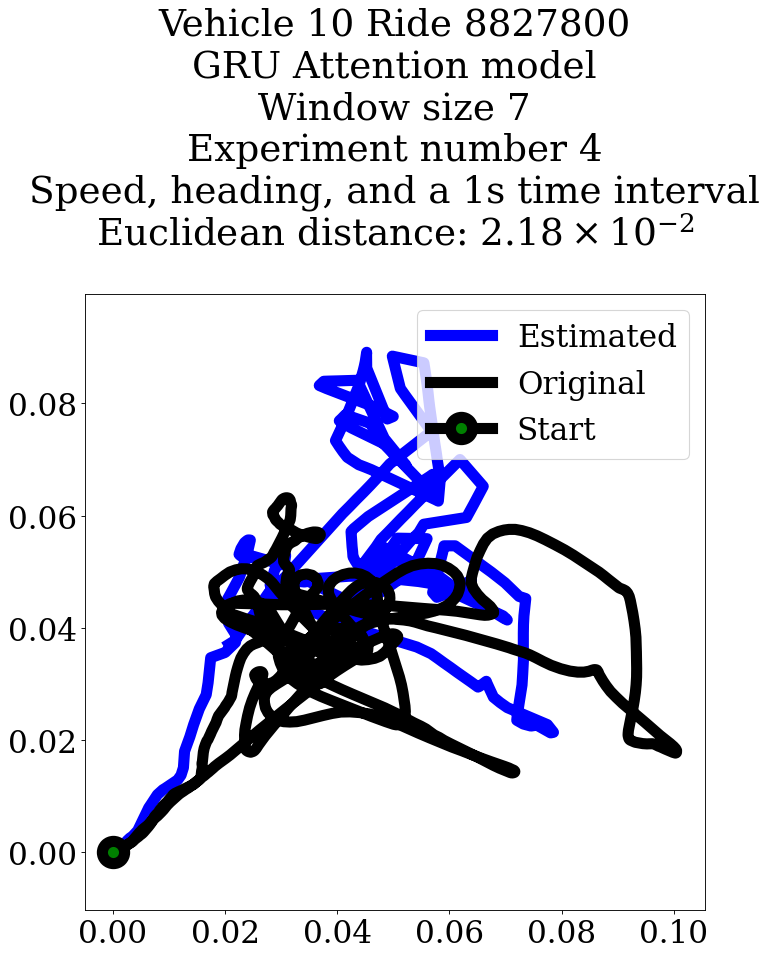 Vehicle 10 Ride 8827800
GRU Attention model
Window size 7
Experiment number 4
Speed, heading, and a 1s time interval
Euclidean distance: 2.18 × 10⁻²
Estimated
Original
Start
0.08
0.06
0.04
0.02
0.00
0.00 0.02 0.04 0.06 0.08 0.10